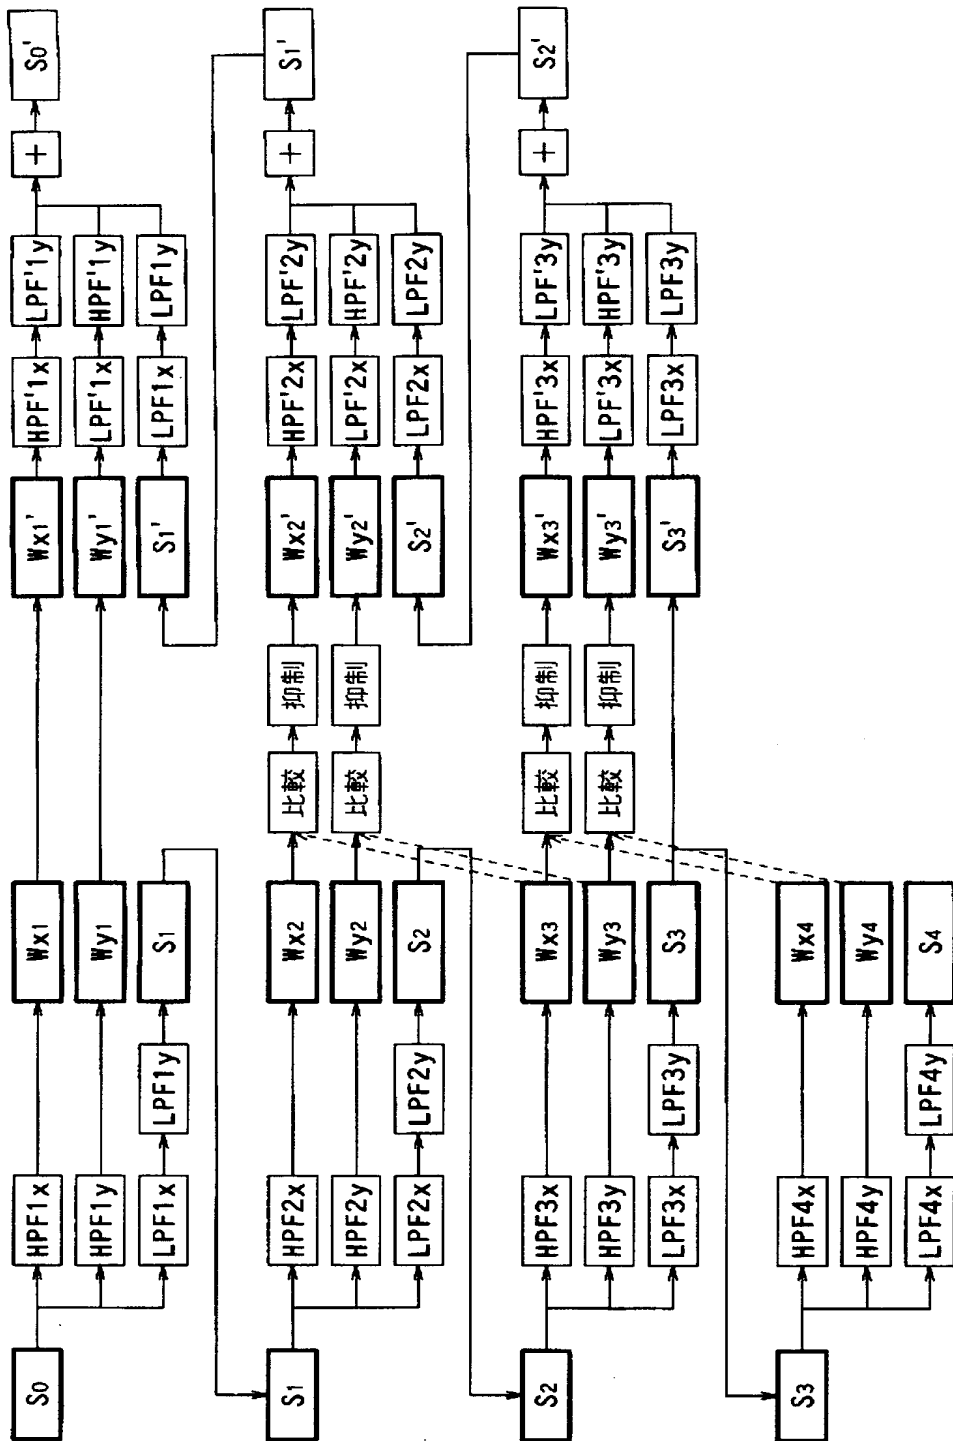 S0 HPF1x Wx1 Wx1' HPF'1x LPF'1y + S0'
HPF1y Wy1 Wy1' LPF'1x HPF'1y
LPF1x LPF1y S1 S1' LPF1x LPF1y
S1 HPF2x Wx2 比較 抑制 Wx2' HPF'2x LPF'2y + S1'
HPF2y Wy2 比較 抑制 Wy2' LPF'2x HPF'2y
LPF2x LPF2y S2 S2' LPF2x LPF2y
S2 HPF3x Wx3 比較 抑制 Wx3' HPF'3x LPF'3y + S2'
HPF3y Wy3 比較 抑制 Wy3' LPF'3x HPF'3y
LPF3x LPF3y S3 S3' LPF3x LPF3y
S3 HPF4x Wx4
HPF4y Wy4
LPF4x LPF4y S4